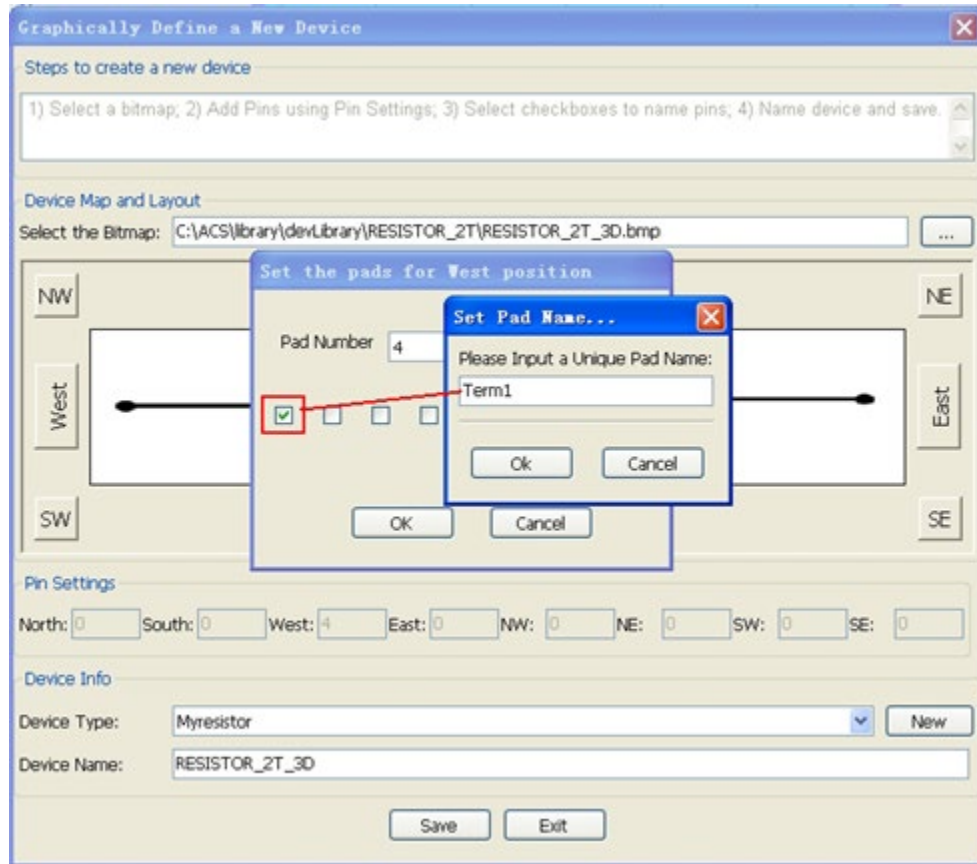 Graphically Define a New Device
Steps to create a new device
1) Select a bitmap; 2) Add Pins using Pin Settings; 3) Select checkboxes to name pins; 4) Name device and save.
Device Map and Layout
Select the Bitmap: C:\ACS\library\devLibrary\RESISTOR_2T\RESISTOR_2T_3D.bmp ...
NW
NE
West
East
SW
SE
Set the pads for West position
Pad Number 4
OK Cancel
Set Pad Name...
Please Input a Unique Pad Name:
Term1
Ok Cancel
Pin Settings
North: 0 South: 0 West: 4 East: 0 NW: 0 NE: 0 SW: 0 SE: 0
Device Info
Device Type: Myresistor New
Device Name: RESISTOR_2T_3D
Save Exit